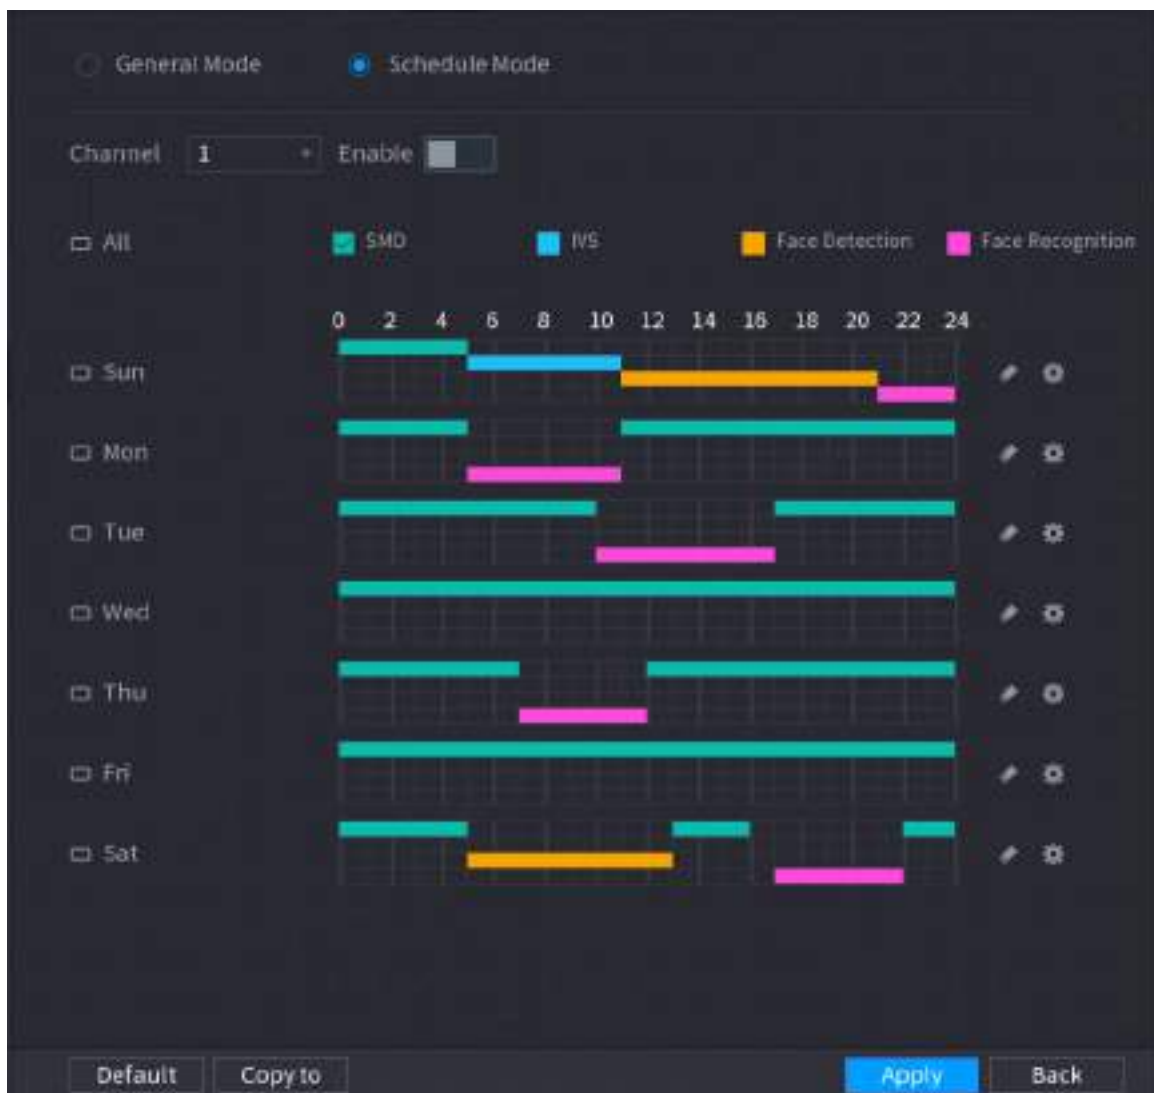 General Mode Schedule Mode
Channel 1 Enable
All SMD IVS Face Detection Face Recognition
0 2 4 6 8 10 12 14 16 18 20 22 24
Sun
Mon
Tue
Wed
Thu
Fri
Sat
Default Copy to Apply Back